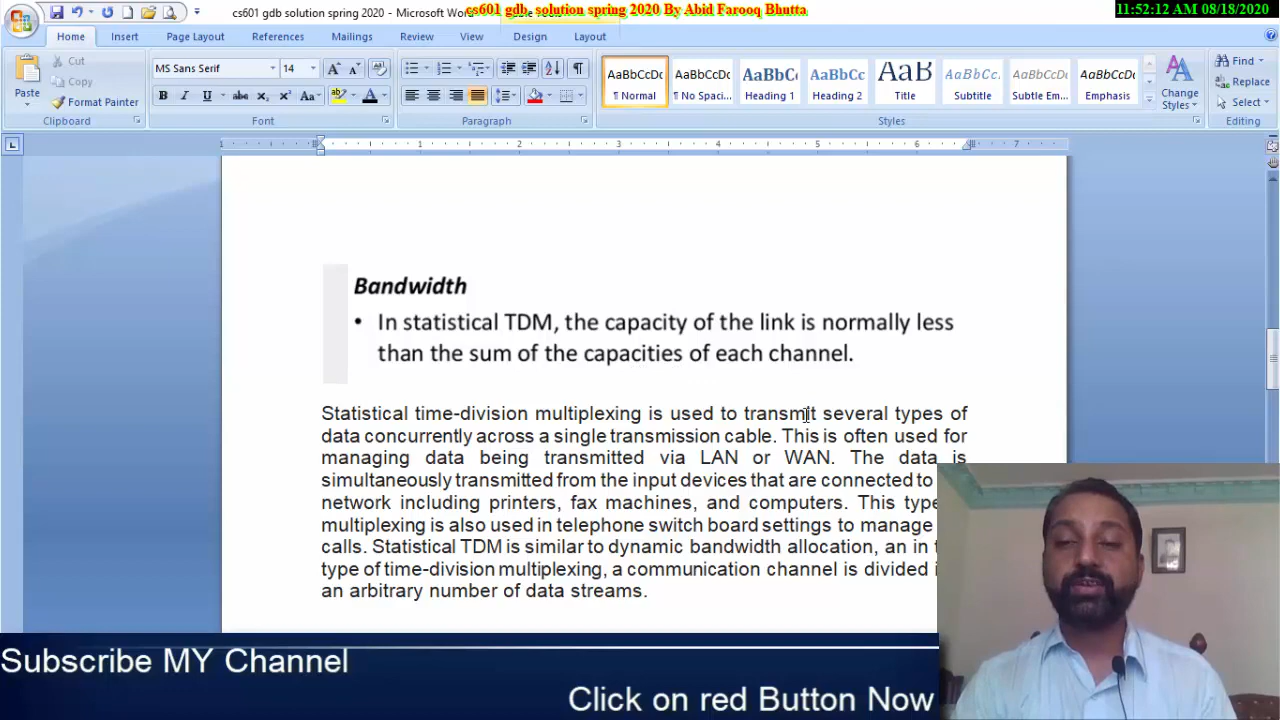 cs601 gdb solution spring 2020 - Microsoft Word
cs601 gdb solution spring 2020 By Abid Farooq Bhutta
11:52:12 AM 08/18/2020
Home Insert Page Layout References Mailings Review View Design Layout
Cut
Copy
Format Painter
Paste
Clipboard
MS Sans Serif 14
Font
Paragraph
AaBbCcDc AaBbCcDc AaBbCc AaBbCc AaB AaBbCc. AaBbCcDc AaBbCcDc
¶ Normal ¶ No Spaci... Heading 1 Heading 2 Title Subtitle Subtle Em... Emphasis
Styles
Change Styles
Find
Replace
Select
Editing
1 1 2 3 4 5 6 7
Bandwidth
• In statistical TDM, the capacity of the link is normally less
than the sum of the capacities of each channel.
Statistical time-division multiplexing is used to transmit several types of
data concurrently across a single transmission cable. This is often used for
managing data being transmitted via LAN or WAN. The data is
simultaneously transmitted from the input devices that are connected to
network including printers, fax machines, and computers. This type
multiplexing is also used in telephone switch board settings to manage
calls. Statistical TDM is similar to dynamic bandwidth allocation, an in
type of time-division multiplexing, a communication channel is divided
an arbitrary number of data streams.
Subscribe MY Channel
Click on red Button Now